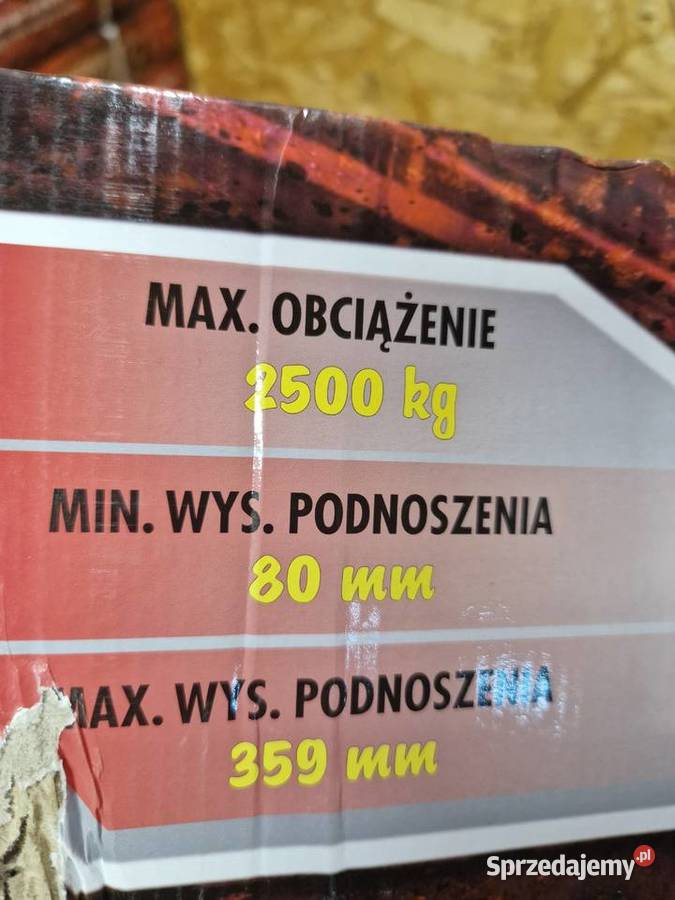 MAX. OBCIĄŻENIE
2500 kg
MIN. WYS. PODNOSZENIA
80 mm
MAX. WYS. PODNOSZENIA
359 mm
Sprzedajemy.pl